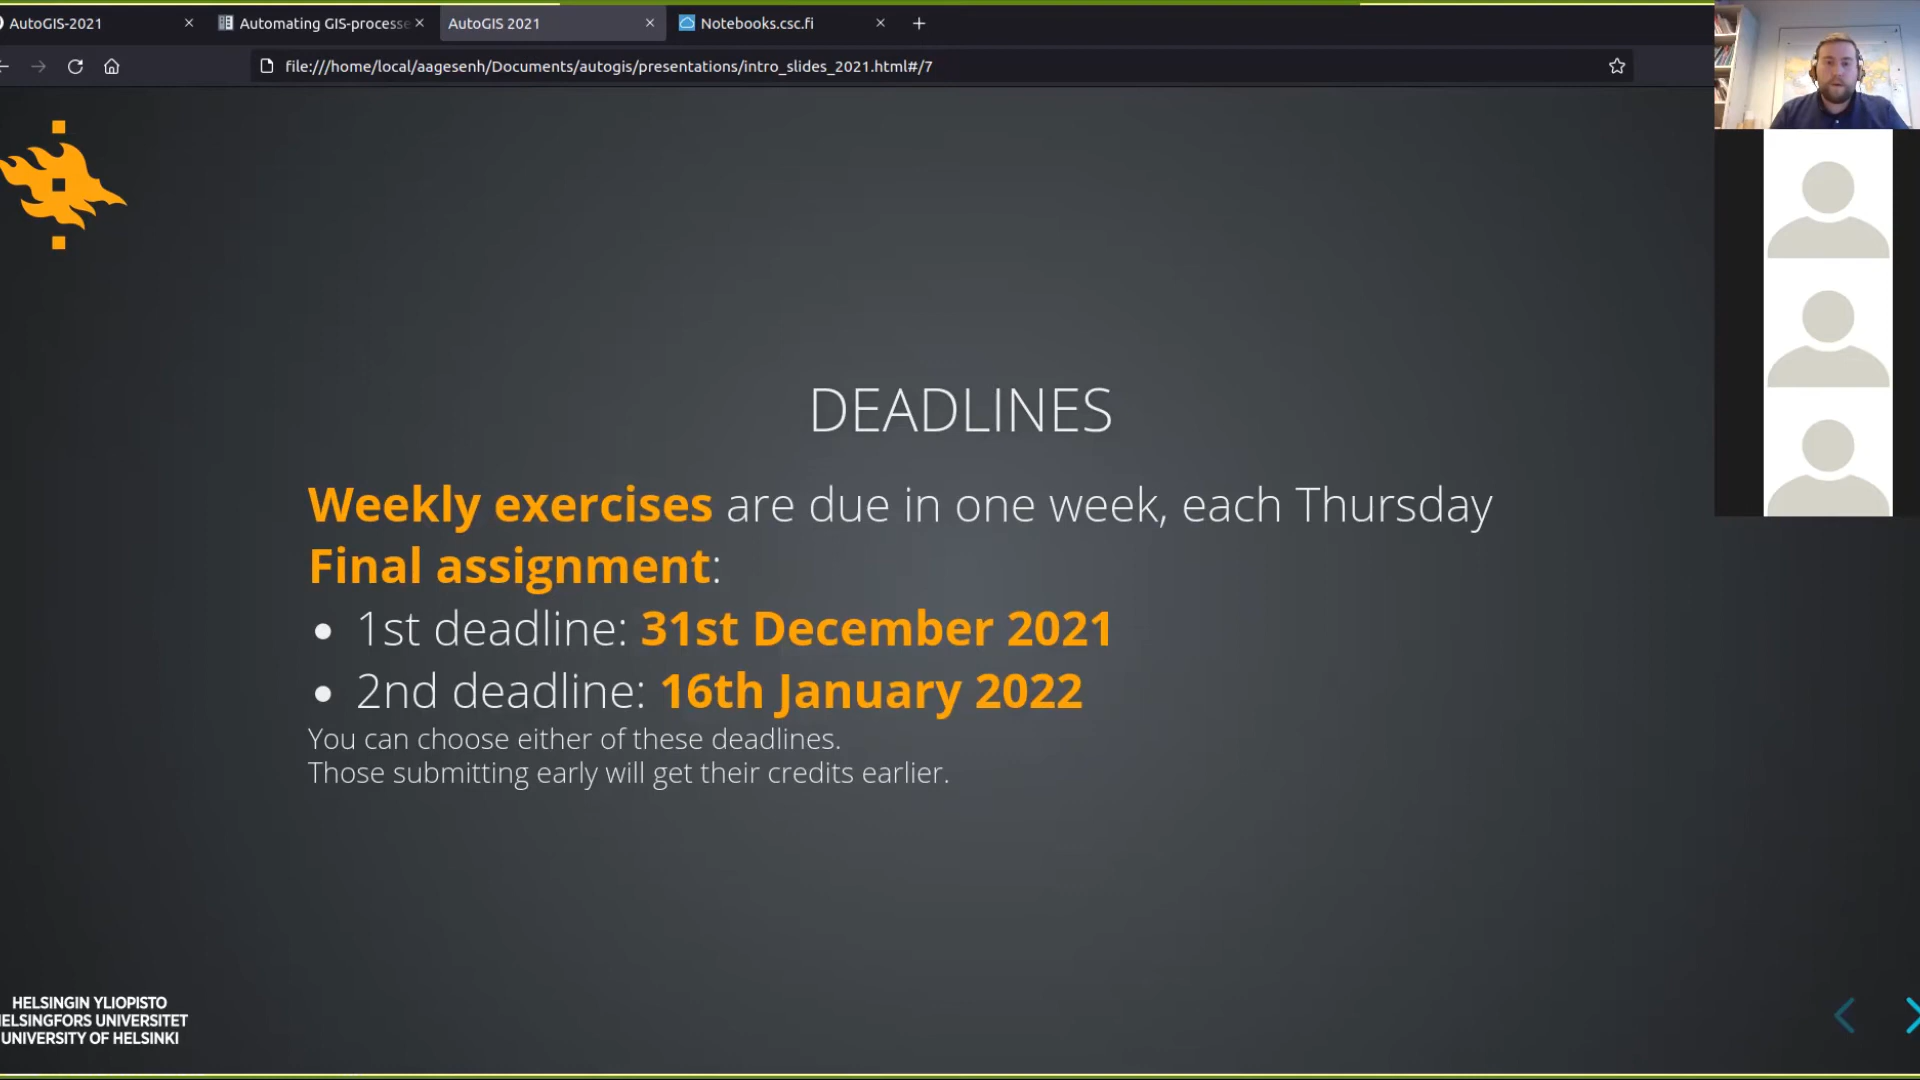 AutoGIS-2021
Automating GIS-processe
AutoGIS 2021
Notebooks.csc.fi
file:///home/local/aagesenh/Documents/autogis/presentations/intro_slides_2021.html#/7
DEADLINES
Weekly exercises are due in one week, each Thursday
Final assignment:
1st deadline: 31st December 2021
2nd deadline: 16th January 2022
You can choose either of these deadlines.
Those submitting early will get their credits earlier.
HELSINGIN YLIOPISTO
HELSINGFORS UNIVERSITET
UNIVERSITY OF HELSINKI